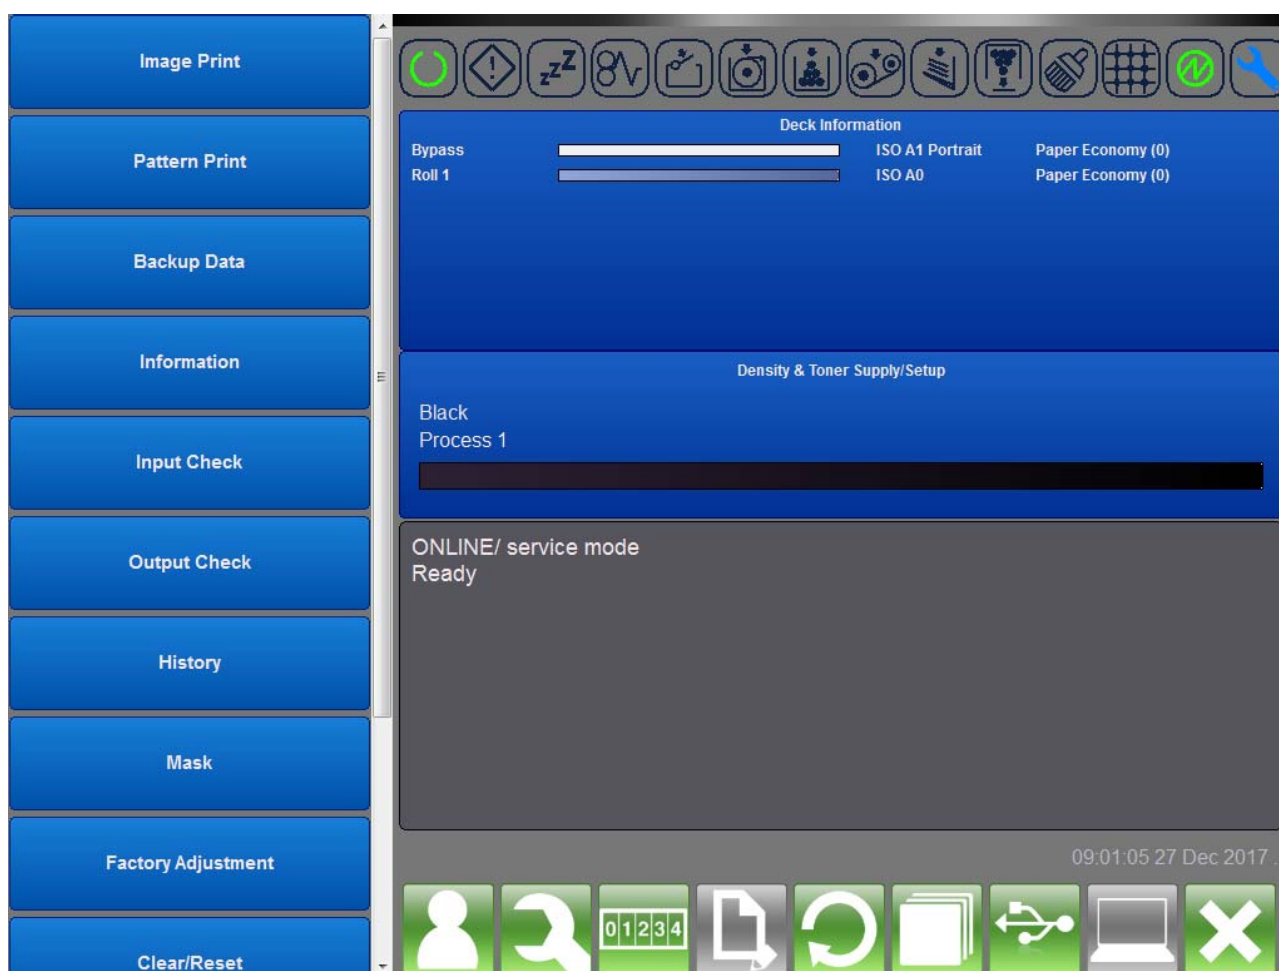 Image Print
Pattern Print
Backup Data
Information
Input Check
Output Check
History
Mask
Factory Adjustment
Clear/Reset
zzZ
Deck Information
Bypass ISO A1 Portrait Paper Economy (0)
Roll 1 ISO A0 Paper Economy (0)
Density & Toner Supply/Setup
Black
Process 1
ONLINE/ service mode
Ready
09:01:05 27 Dec 2017
01234